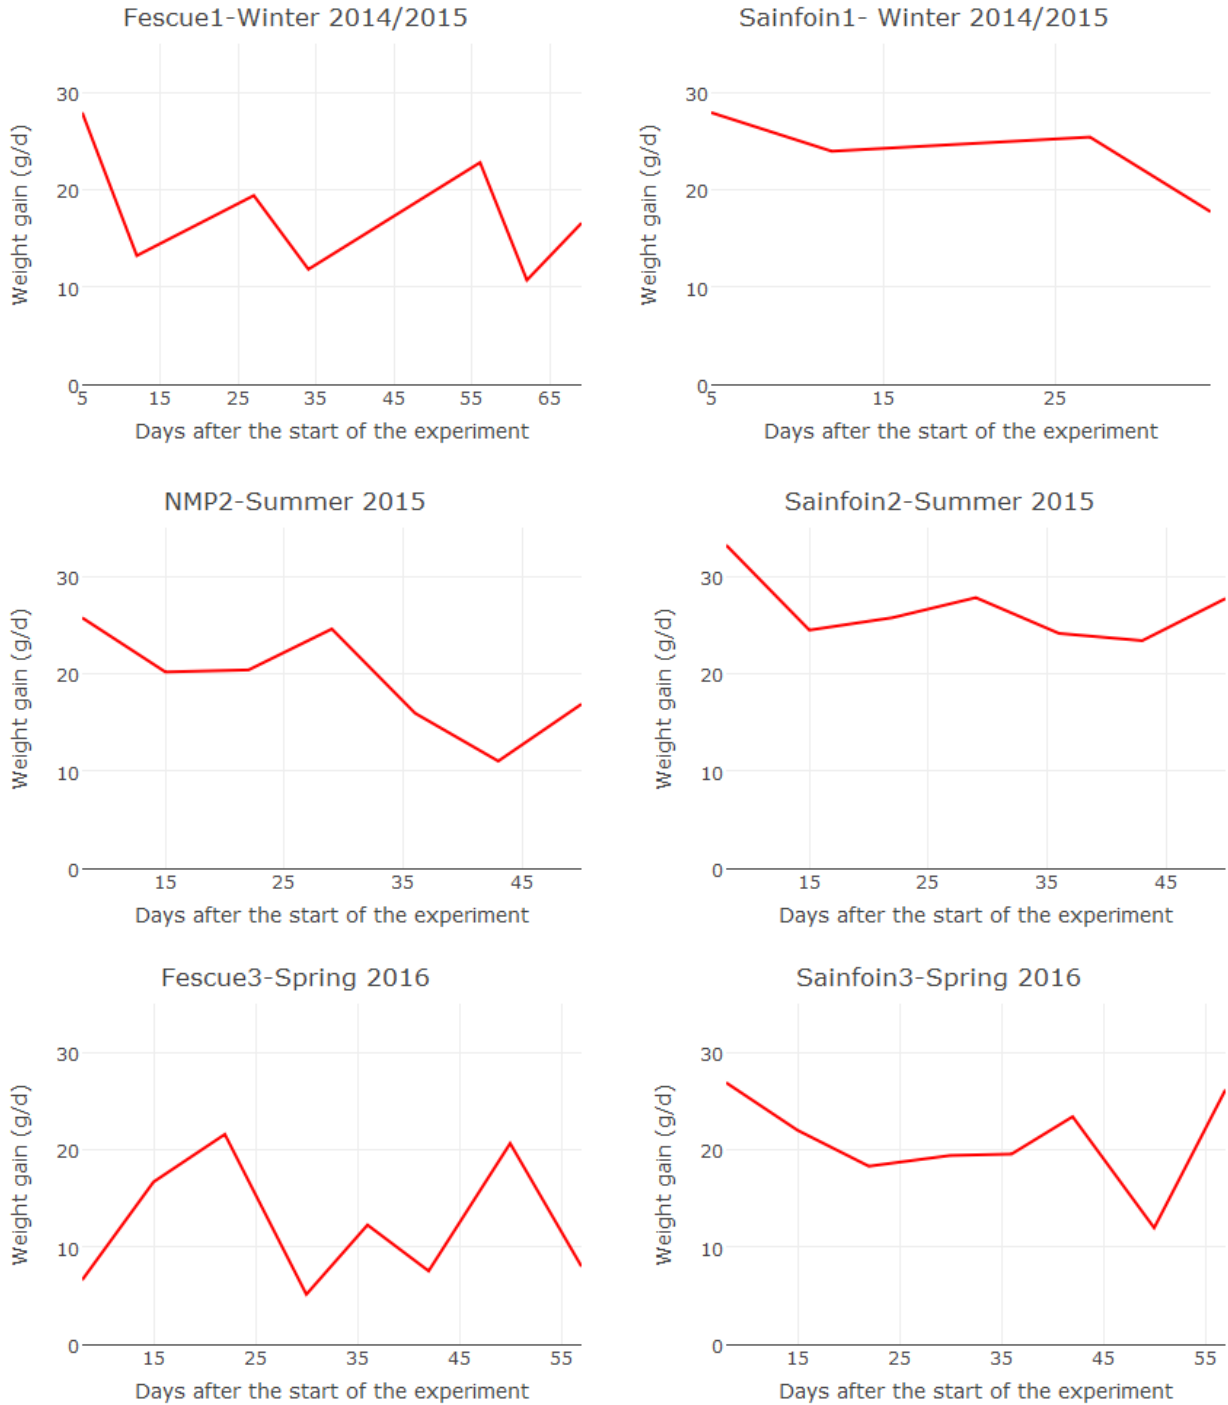 Fescue1-Winter 2014/2015
Weight gain (g/d)
30
20
10
0
5 15 25 35 45 55 65
Days after the start of the experiment
Sainfoin1- Winter 2014/2015
Weight gain (g/d)
30
20
10
0
5 15 25
Days after the start of the experiment
NMP2-Summer 2015
Weight gain (g/d)
30
20
10
0
15 25 35 45
Days after the start of the experiment
Sainfoin2-Summer 2015
Weight gain (g/d)
30
20
10
0
15 25 35 45
Days after the start of the experiment
Fescue3-Spring 2016
Weight gain (g/d)
30
20
10
0
15 25 35 45 55
Days after the start of the experiment
Sainfoin3-Spring 2016
Weight gain (g/d)
30
20
10
0
15 25 35 45 55
Days after the start of the experiment